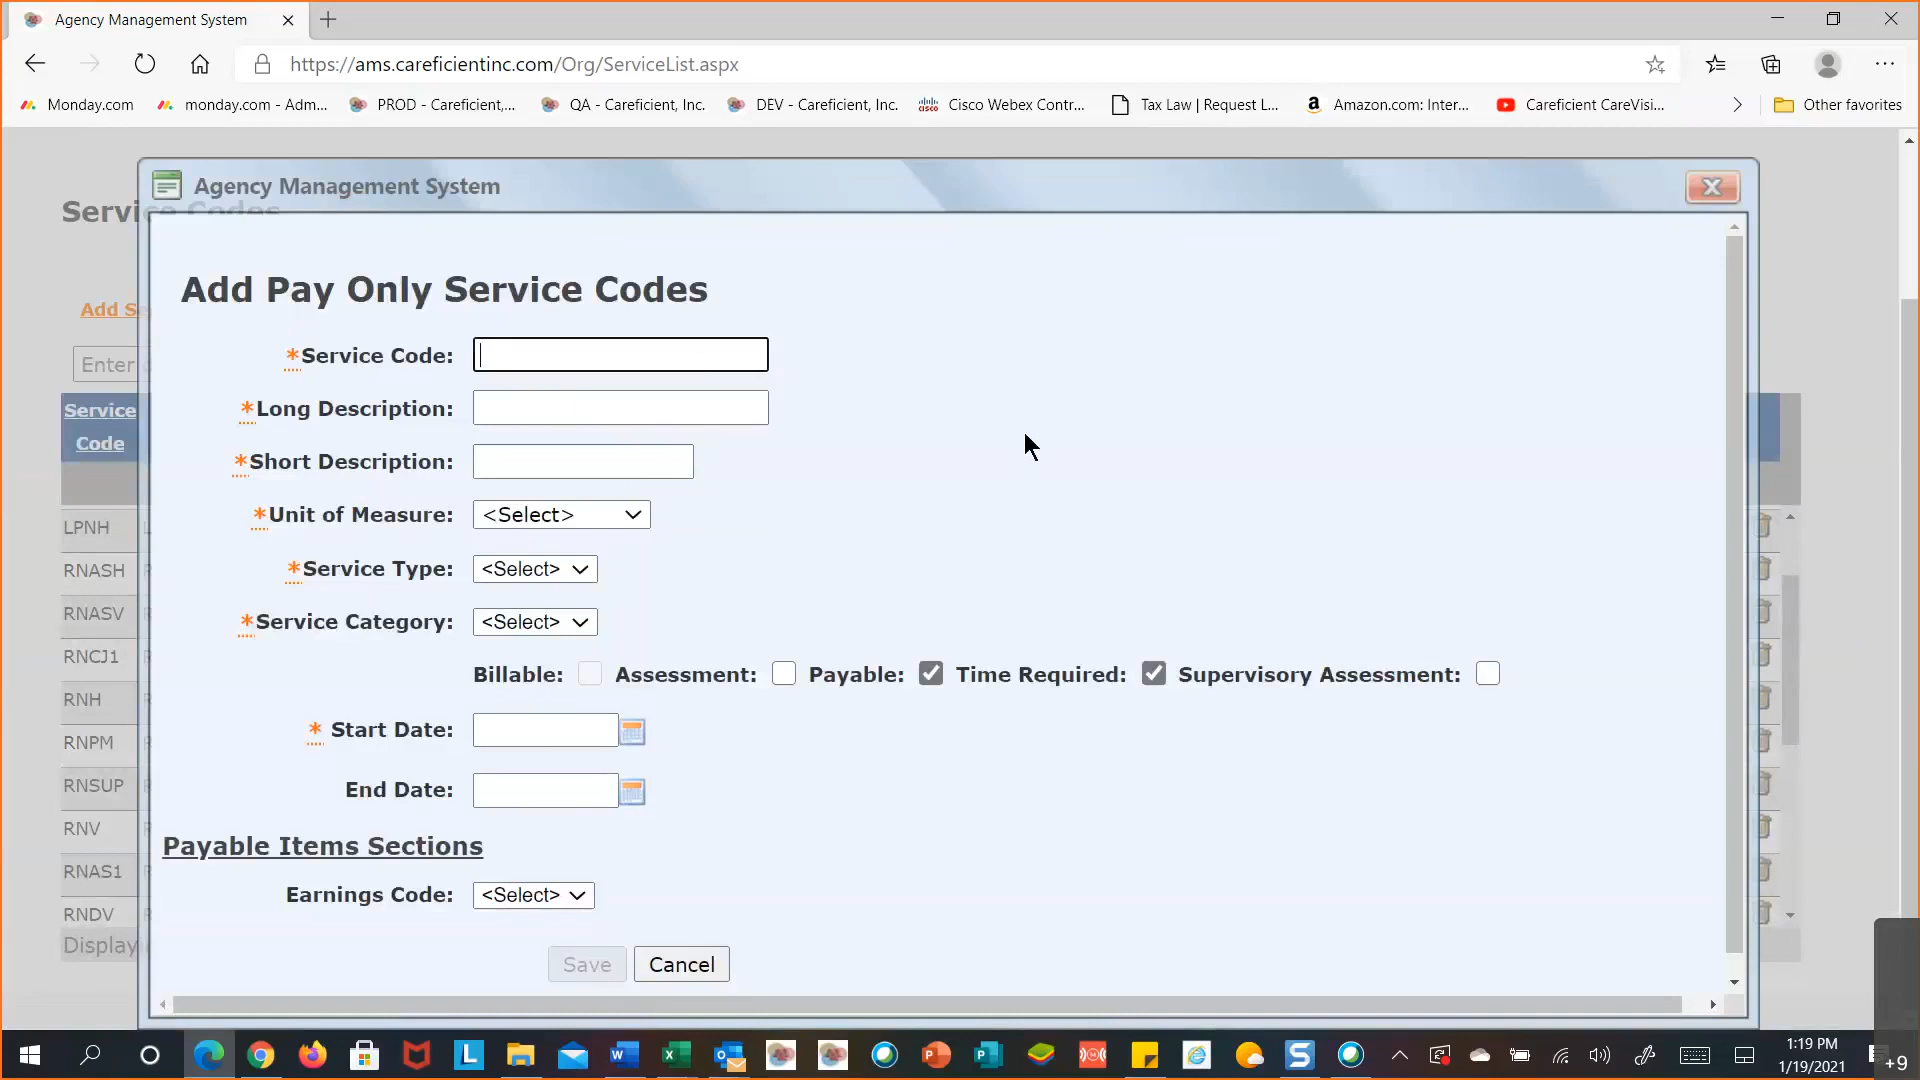 Agency Management System
https://ams.careficientinc.com/Org/ServiceList.aspx
Monday.com monday.com - Adm... PROD - Careficient,... QA - Careficient, Inc. DEV - Careficient, Inc. Cisco Webex Contr... Tax Law | Request L... Amazon.com: Inter... Careficient CareVisi... Other favorites
Agency Management System
Service Codes
Add Pay Only Service Codes
Add Se
*Service Code:
Enter
*Long Description:
Service
Code
*Short Description:
*Unit of Measure: <Select>
LPNH
*Service Type: <Select>
RNASH
RNASV
*Service Category: <Select>
RNCJ1
Billable: Assessment: Payable: Time Required: Supervisory Assessment:
RNH
* Start Date:
RNPM
RNSUP
End Date:
RNV
Payable Items Sections
RNAS1
Earnings Code: <Select>
RNDV
Display
Save Cancel
1:19 PM
1/19/2021
+9